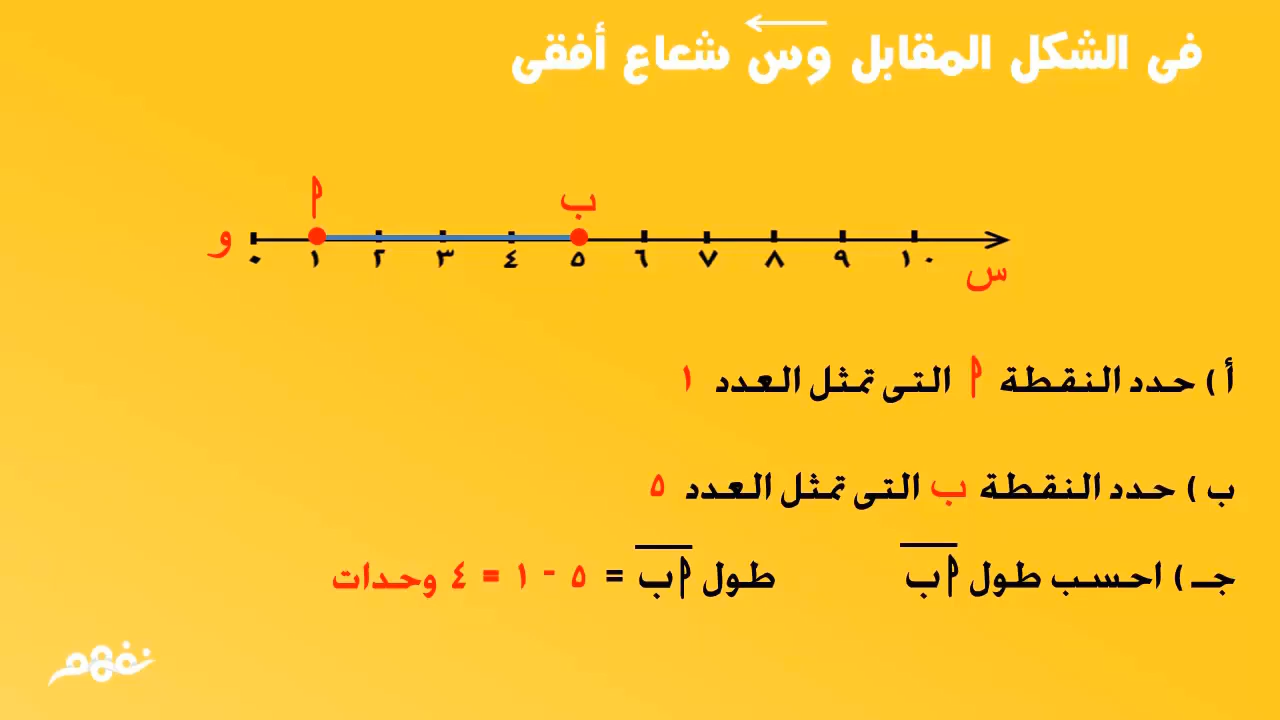 فى الشكل المقابل وس شعاع أفقى
أ ب
و ٠ ١ ٢ ٣ ٤ ٥ ٦ ٧ ٨ ٩ ١٠ س
أ ) حدد النقطة أ التى تمثل العدد ١
ب ) حدد النقطة ب التى تمثل العدد ٥
جـ ) احسب طول أب طول أب = ٥ - ١ = ٤ وحدات
نفهم